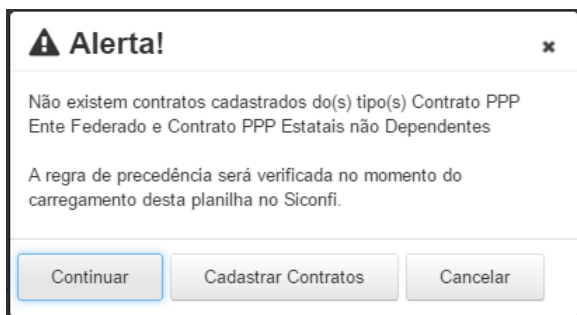 Alerta!
Não existem contratos cadastrados do(s) tipo(s) Contrato PPP
Ente Federado e Contrato PPP Estatais não Dependentes
A regra de precedência será verificada no momento do
carregamento desta planilha no Siconfi.
Continuar
Cadastrar Contratos
Cancelar